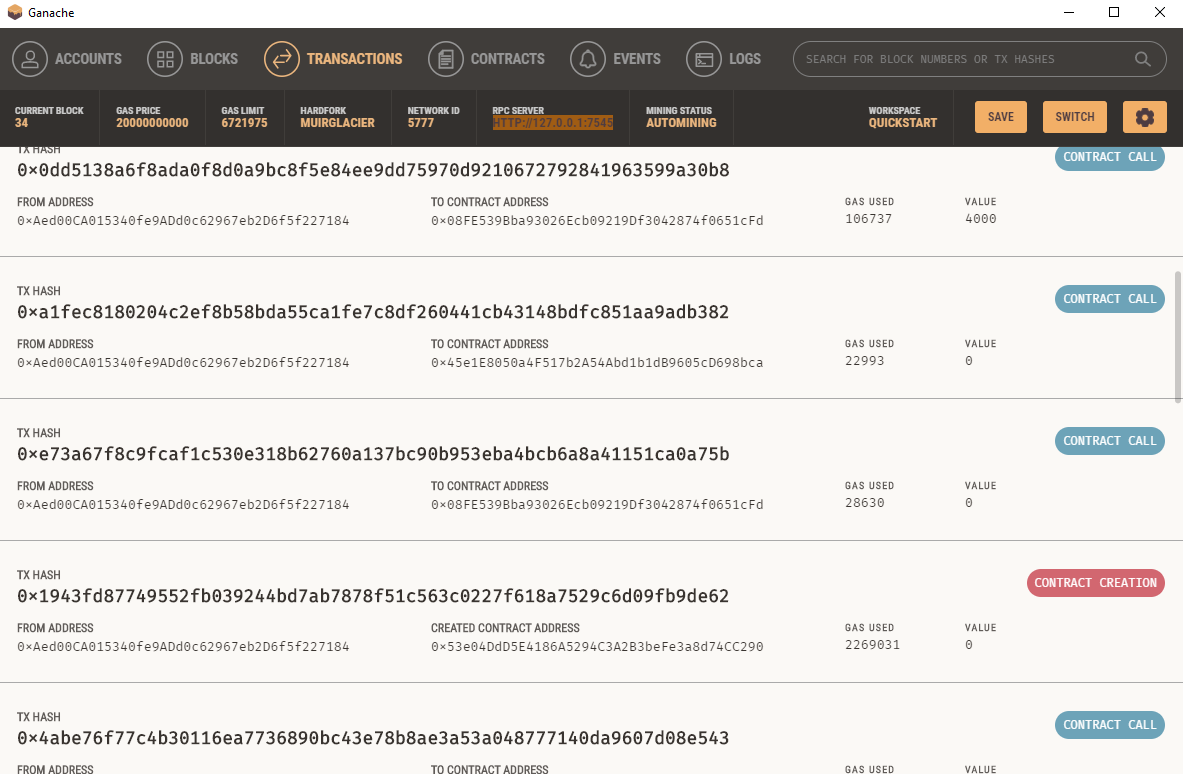 Ganache
ACCOUNTS BLOCKS TRANSACTIONS CONTRACTS EVENTS LOGS SEARCH FOR BLOCK NUMBERS OR TX HASHES
CURRENT BLOCK GAS PRICE GAS LIMIT HARDFORK NETWORK ID RPC SERVER MINING STATUS WORKSPACE
34 20000000000 6721975 MUIRGLACIER 5777 HTTP://127.0.0.1:7545 AUTOMINING QUICKSTART SAVE SWITCH
TX HASH
0×0dd5138a6f8ada0f8d0a9bc8f5e84ee9dd75970d9210672792841963599a30b8 CONTRACT CALL
FROM ADDRESS TO CONTRACT ADDRESS GAS USED VALUE
0×Aed00CA015340fe9ADd0c62967eb2D6f5f227184 0×08FE539Bba93026Ecb09219Df3042874f0651cFd 106737 4000
TX HASH
0×a1fec8180204c2ef8b58bda55ca1fe7c8df260441cb43148bdfc851aa9adb382 CONTRACT CALL
FROM ADDRESS TO CONTRACT ADDRESS GAS USED VALUE
0×Aed00CA015340fe9ADd0c62967eb2D6f5f227184 0×45e1E8050a4F517b2A54Abd1b1dB9605cD698bca 22993 0
TX HASH
0×e73a67f8c9fcaf1c530e318b62760a137bc90b953eba4bcb6a8a41151ca0a75b CONTRACT CALL
FROM ADDRESS TO CONTRACT ADDRESS GAS USED VALUE
0×Aed00CA015340fe9ADd0c62967eb2D6f5f227184 0×08FE539Bba93026Ecb09219Df3042874f0651cFd 28630 0
TX HASH
0×1943fd87749552fb039244bd7ab7878f51c563c0227f618a7529c6d09fb9de62 CONTRACT CREATION
FROM ADDRESS CREATED CONTRACT ADDRESS GAS USED VALUE
0×Aed00CA015340fe9ADd0c62967eb2D6f5f227184 0×53e04DdD5E4186A5294C3A2B3beFe3a8d74CC290 2269031 0
TX HASH
0×4abe76f77c4b30116ea7736890bc43e78b8ae3a53a048777140da9607d08e543 CONTRACT CALL
FROM ADDRESS TO CONTRACT ADDRESS GAS USED VALUE